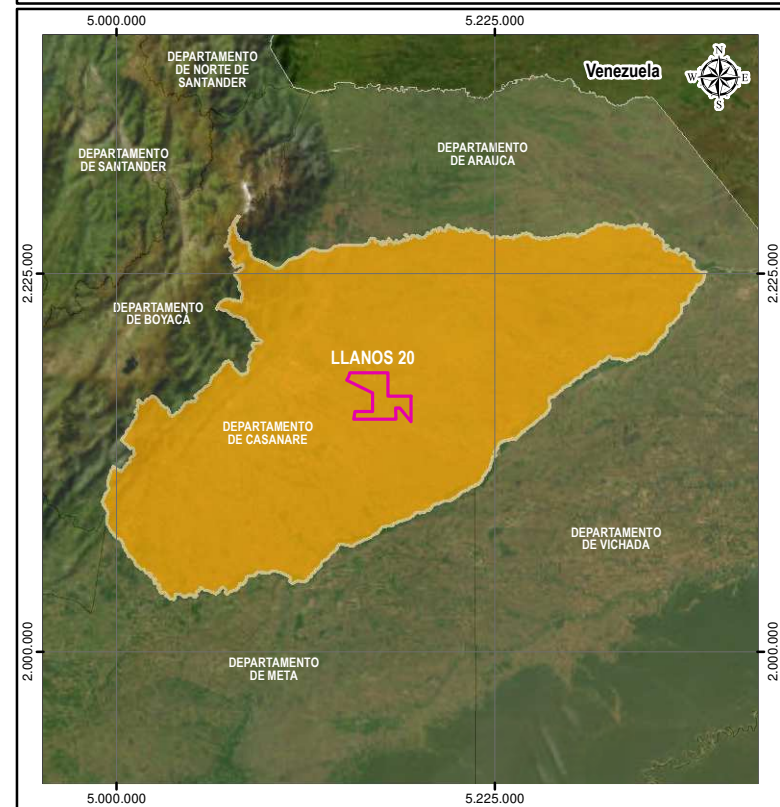 5.000.000
5.225.000
DEPARTAMENTO
DE NORTE DE
SANTANDER
Venezuela
N
W
E
S
DEPARTAMENTO
DE SANTANDER
DEPARTAMENTO
DE ARAUCA
2.225.000
2.225.000
DEPARTAMENTO
DE BOYACÁ
LLANOS 20
DEPARTAMENTO
DE CASANARE
DEPARTAMENTO
DE VICHADA
2.000.000
2.000.000
DEPARTAMENTO
DE META
5.000.000
5.225.000